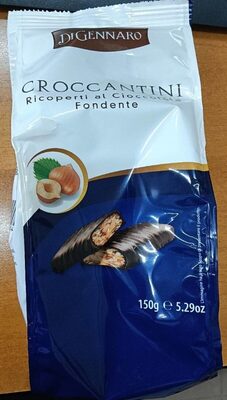 DI GENNARO
CROCCANTINI
Ricoperti al Cioccolato
Fondente
150g ℮ 5.29oz